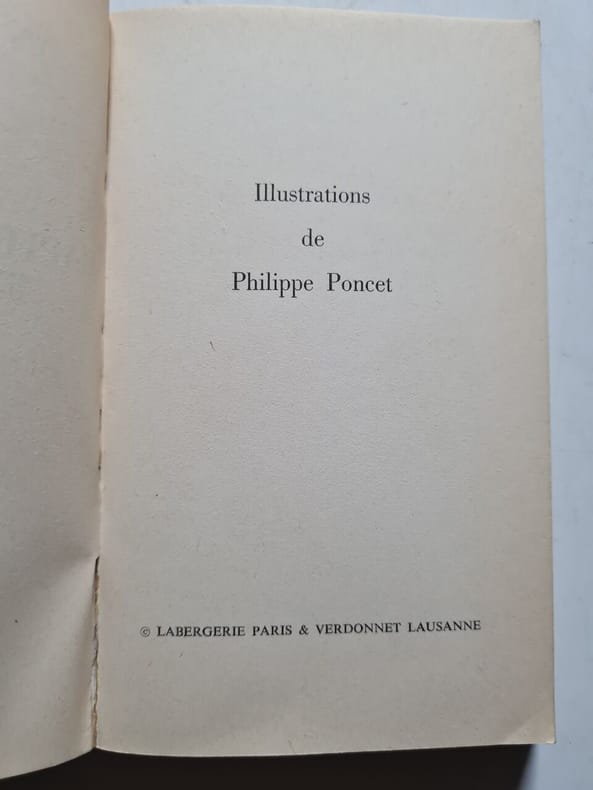 Illustrations
de
Philippe Poncet
© LABERGERIE PARIS & VERDONNET LAUSANNE